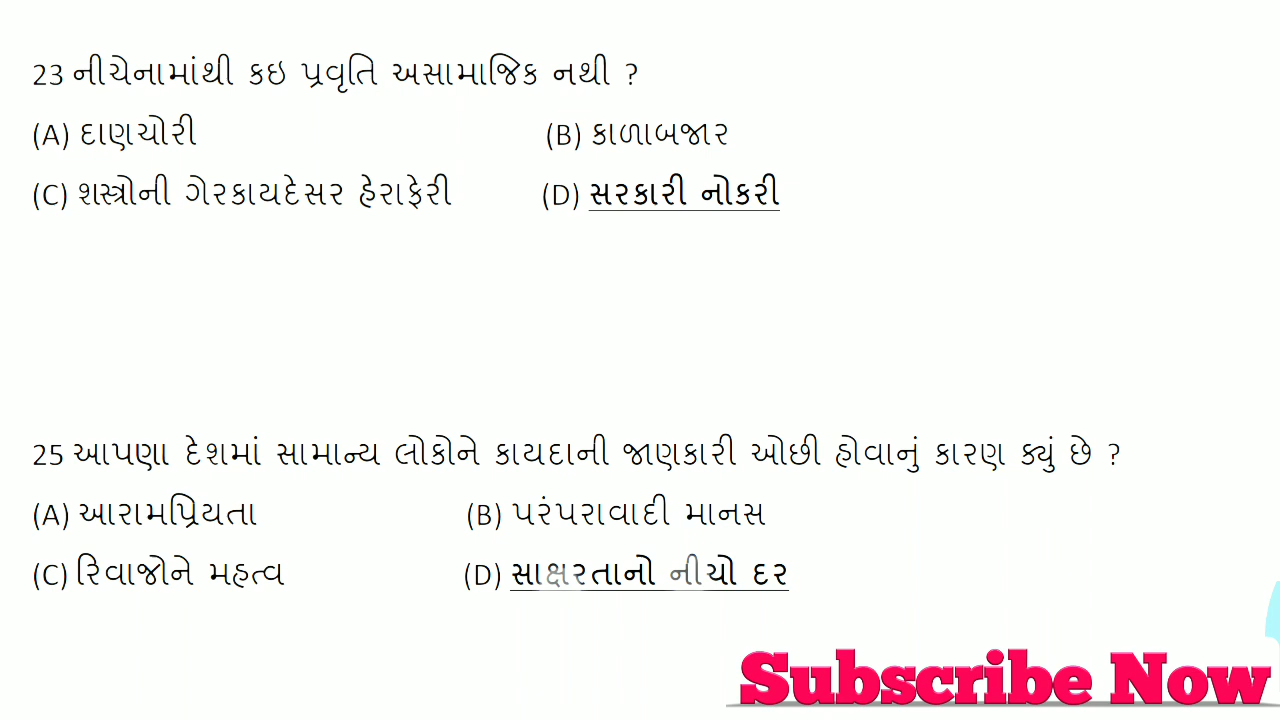 23 નીચેનામાંથી કઇ પ્રવૃતિ અસામાજિક નથી ?
(A) દાણચોરી (B) કાળાબજાર
(C) શસ્ત્રોની ગેરકાયદેસર હેરાફેરી (D) સરકારી નોકરી
25 આપણા દેશમાં સામાન્ય લોકોને કાયદાની જાણકારી ઓછી હોવાનું કારણ ક્યું છે ?
(A) આરામપ્રિયતા (B) પરંપરાવાદી માનસ
(C) રિવાજોને મહત્વ (D) સાક્ષરતાનો નીચો દર
Subscribe Now